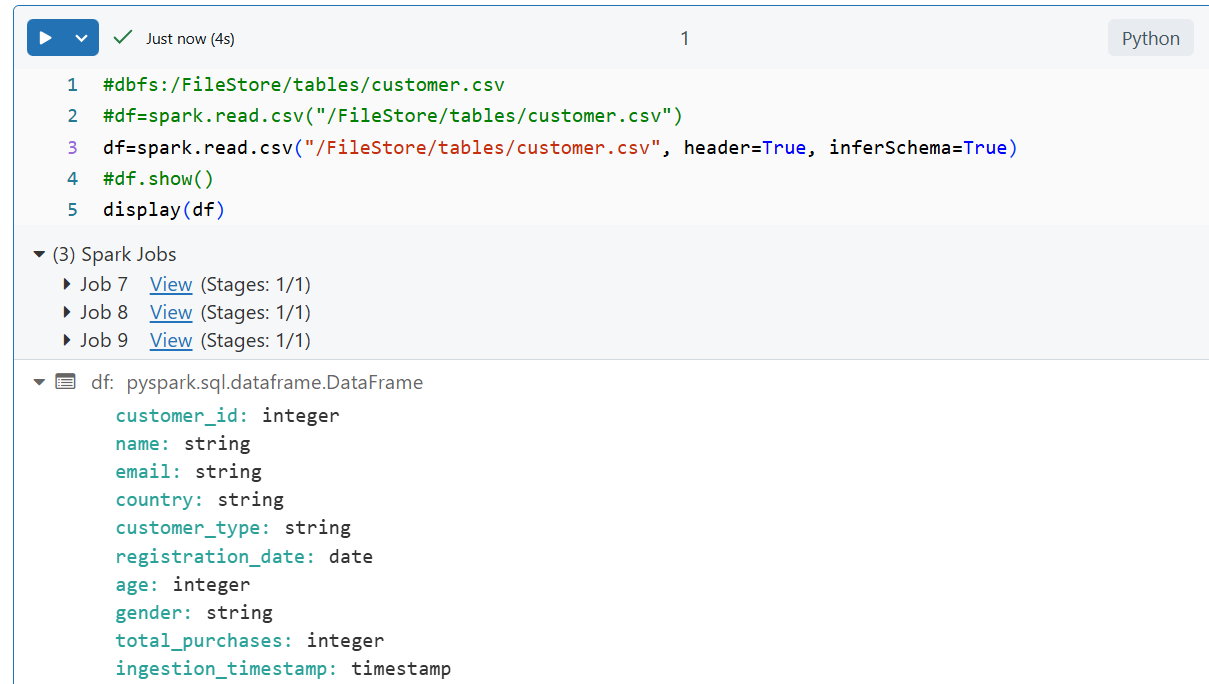 Just now (4s) 1 Python
1 #dbfs:/FileStore/tables/customer.csv
2 #df=spark.read.csv("/FileStore/tables/customer.csv")
3 df=spark.read.csv("/FileStore/tables/customer.csv", header=True, inferSchema=True)
4 #df.show()
5 display(df)
(3) Spark Jobs
Job 7 View (Stages: 1/1)
Job 8 View (Stages: 1/1)
Job 9 View (Stages: 1/1)
df: pyspark.sql.dataframe.DataFrame
customer_id: integer
name: string
email: string
country: string
customer_type: string
registration_date: date
age: integer
gender: string
total_purchases: integer
ingestion_timestamp: timestamp